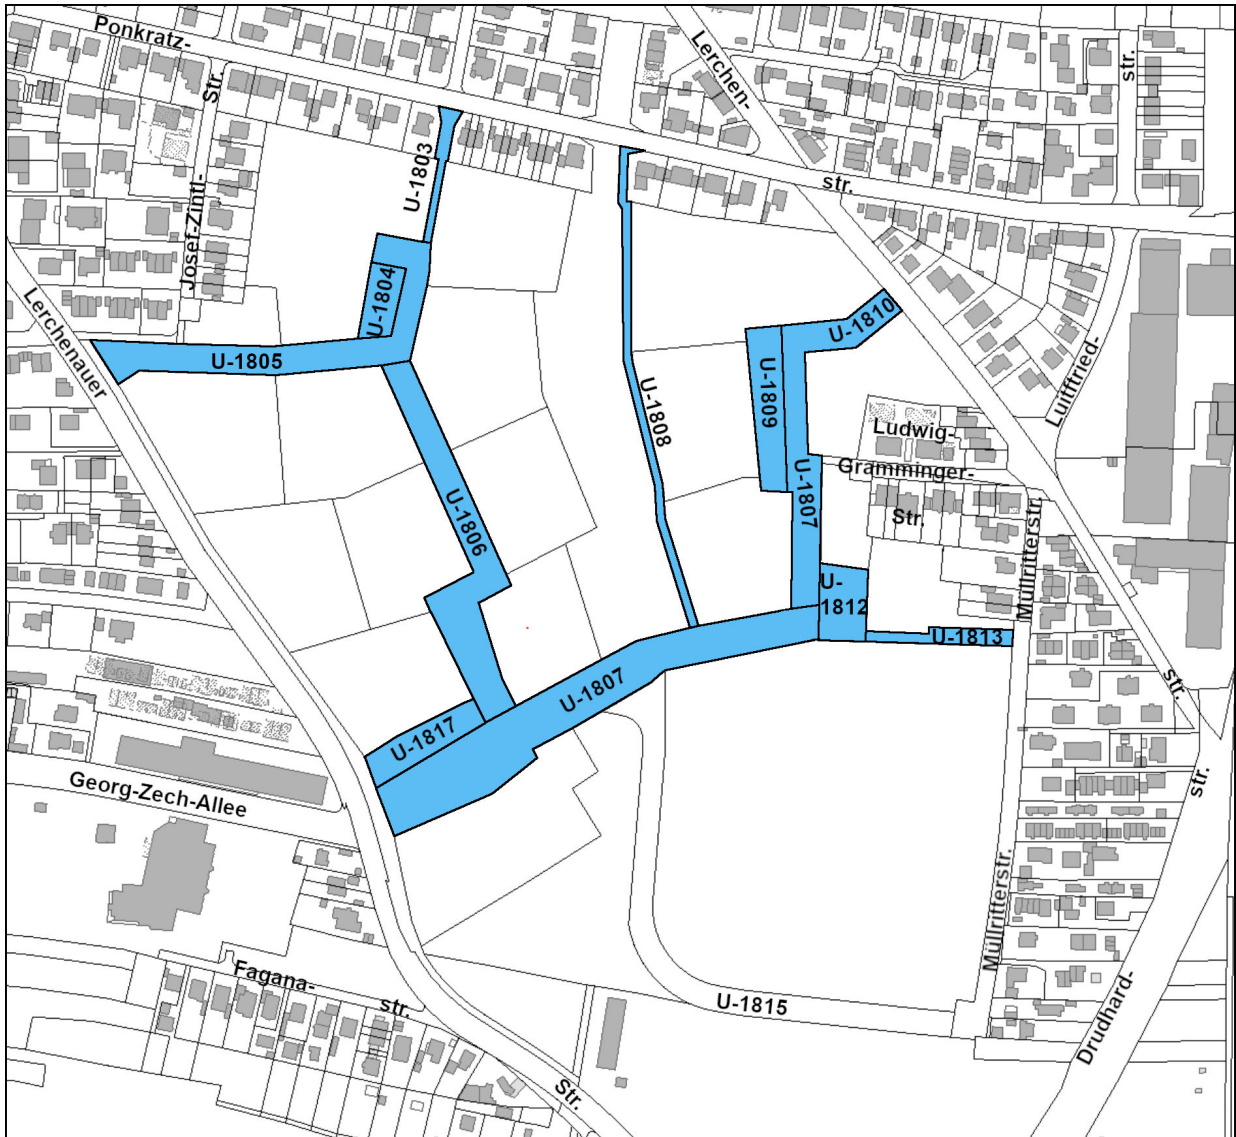 Ponkratz-
Lerchen-
str.
Str.
U-1803
str.
Josef-Zintl-
U-1804
Lerchenauer
U-1810
U-1805
Luitftried-
U-1809
U-1808
Ludwig-
Gramminger-
U-1807
Str.
U-1806
Müllritterstr.
U-
1812
U-1813
U-1807
str.
U-1817
Georg-Zech-Allee
str.
Müllritterstr.
Fagana-
str.
U-1815
Drudhard-
Str.